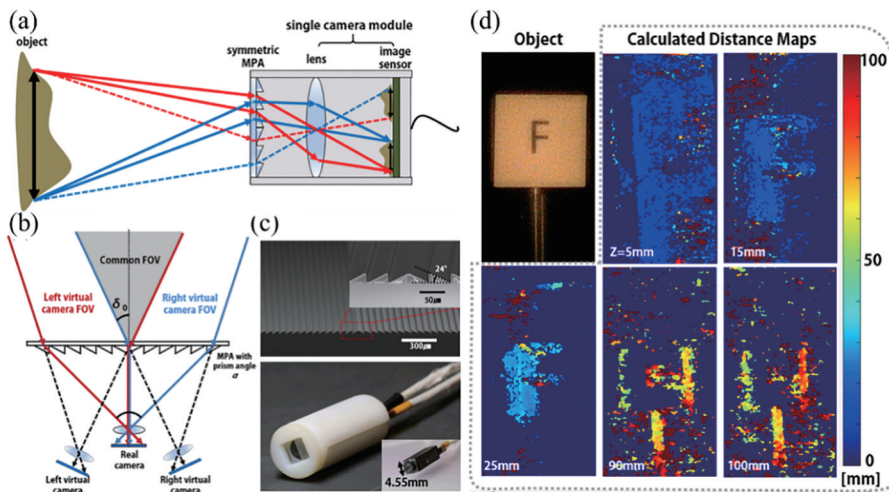 (a)
object
symmetric
MPA
single camera module
lens
image
sensor
(b)
Common FOV
δ0
Left virtual
camera FOV
Right virtual
camera FOV
MPA with
prism angle
α
Real
camera
Left virtual
camera
Right virtual
camera
(c)
24°
50㎛
300㎛
4.55mm
(d)
Object
Calculated Distance Maps
F
Z=5mm
15mm
25mm
90mm
100mm
100
50
0
[mm]